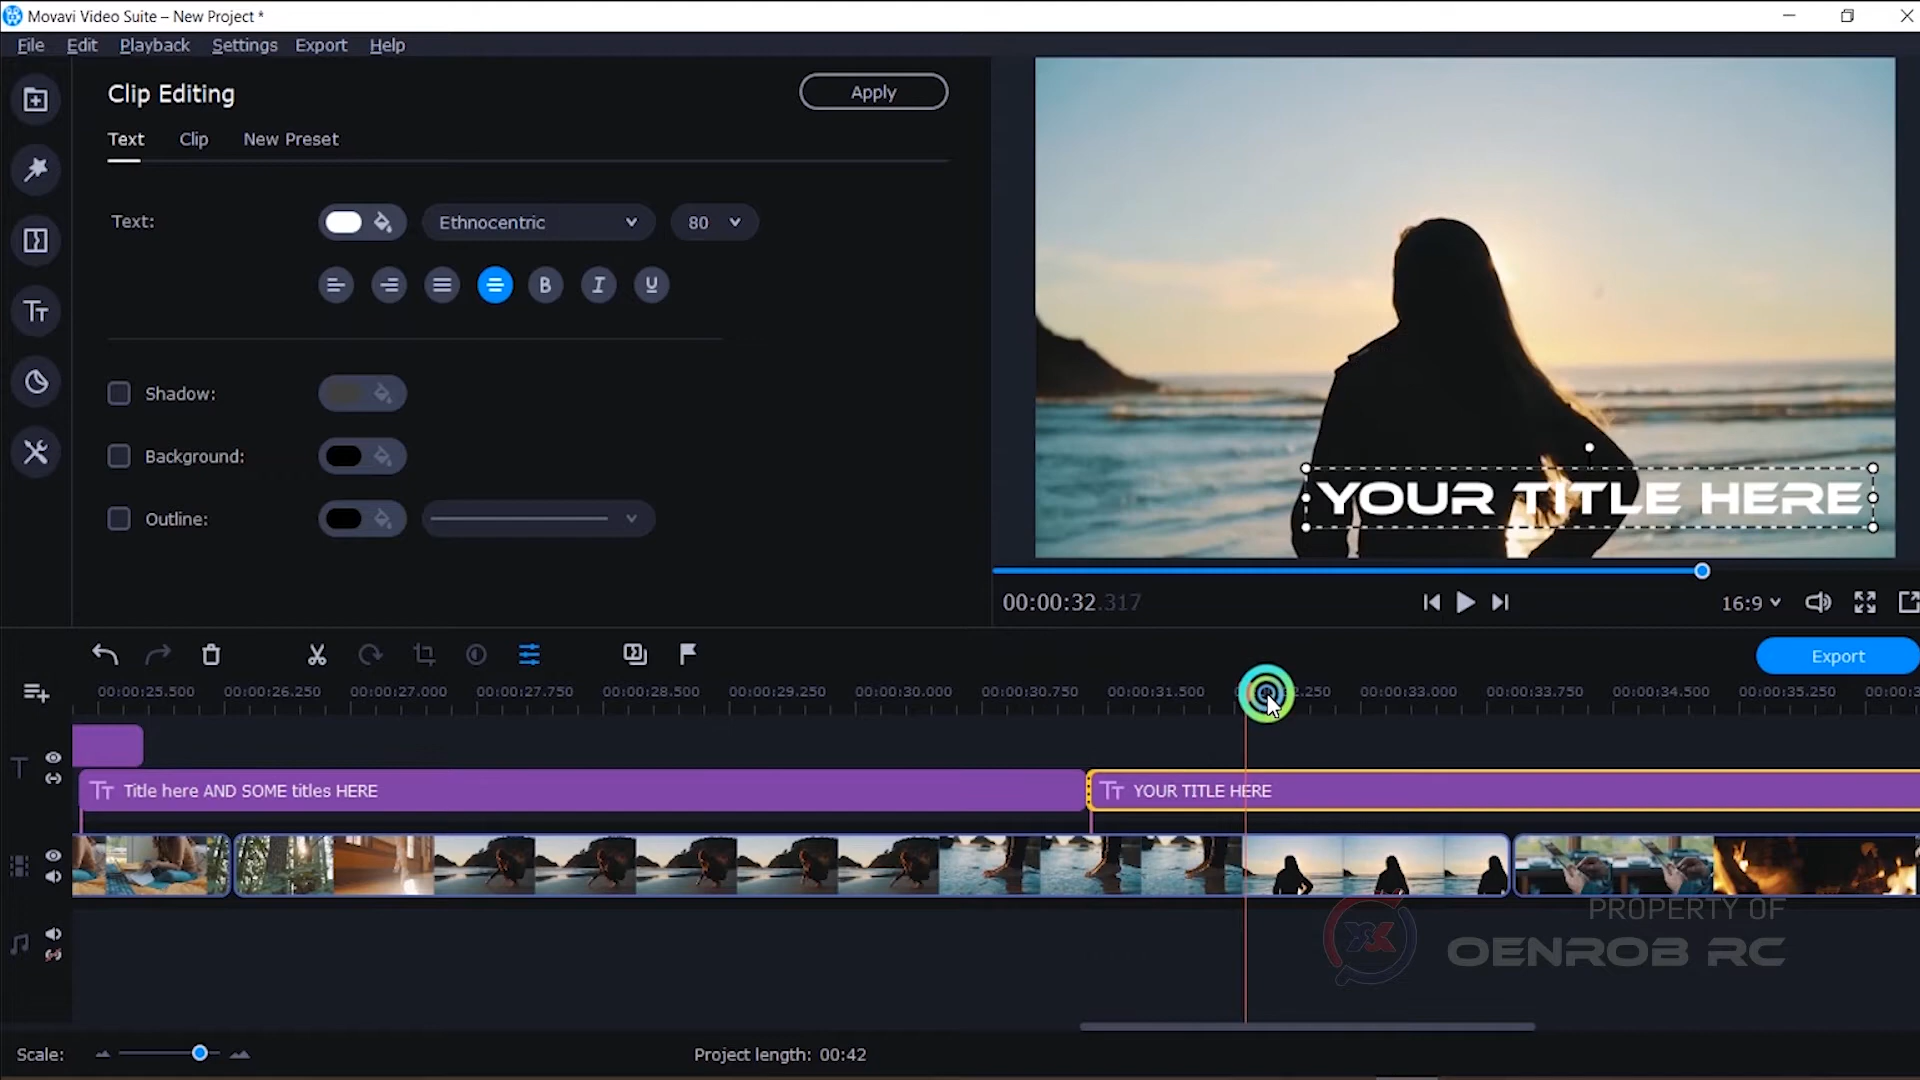 Movavi Video Suite – New Project *
File Edit Playback Settings Export Help
Clip Editing
Apply
Text Clip New Preset
Text:
Ethnocentric
80
B I U
Shadow:
Background:
Outline:
YOUR TITLE HERE
00:00:32.317
16:9
Export
00:00:25.500 00:00:26.250 00:00:27.000 00:00:27.750 00:00:28.500 00:00:29.250 00:00:30.000 00:00:30.750 00:00:31.500 00:00:33.000 00:00:33.750 00:00:34.500 00:00:35.250
Title here AND SOME titles HERE
YOUR TITLE HERE
PROPERTY OF
OENROB RC
Scale:
Project length: 00:42